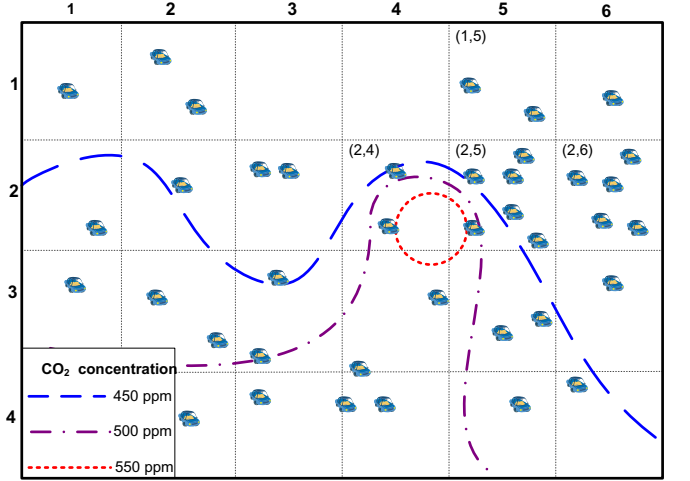 1 2 3 4 5 6
1
(1,5)
2
(2,4) (2,5) (2,6)
3
4
CO₂ concentration
450 ppm
500 ppm
550 ppm